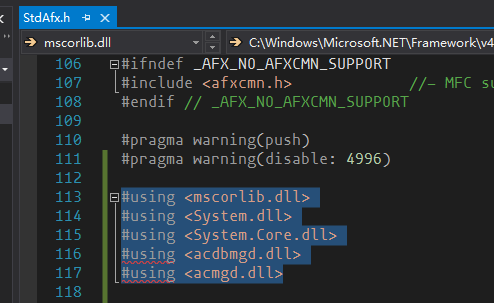 StdAfx.h
mscorlib.dll
C:\Windows\Microsoft.NET\Framework\v4
106 #ifndef _AFX_NO_AFXCMN_SUPPORT
107 #include <afxcmn.h> //- MFC su
108 #endif // _AFX_NO_AFXCMN_SUPPORT
109
110 #pragma warning(push)
111 #pragma warning(disable: 4996)
112
113 #using <mscorlib.dll>
114 #using <System.dll>
115 #using <System.Core.dll>
116 #using <acdbmgd.dll>
117 #using <acmgd.dll>
118